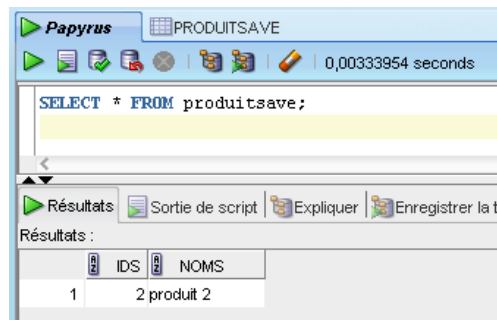 Papyrus PRODUITSAVE
0,00333954 seconds
SELECT * FROM produitsave;
Résultats Sortie de script Expliquer Enregistrer la t
Résultats :
IDS NOMS
1 2 produit 2